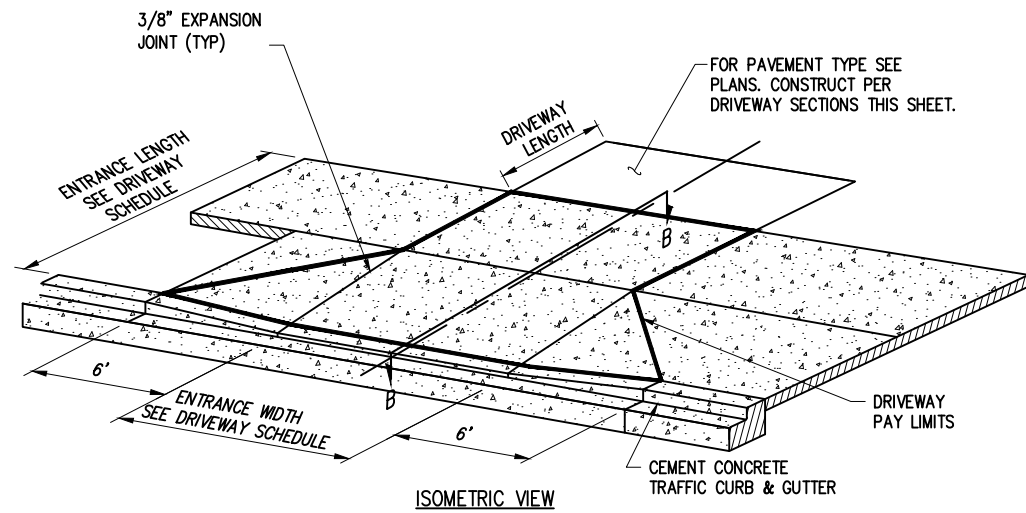 3/8" EXPANSION
JOINT (TYP)
FOR PAVEMENT TYPE SEE
PLANS. CONSTRUCT PER
DRIVEWAY SECTIONS THIS SHEET.
DRIVEWAY
LENGTH
ENTRANCE LENGTH
SEE DRIVEWAY
SCHEDULE
B
6'
ENTRANCE WIDTH
SEE DRIVEWAY SCHEDULE
B
6'
DRIVEWAY
PAY LIMITS
CEMENT CONCRETE
TRAFFIC CURB & GUTTER
ISOMETRIC VIEW